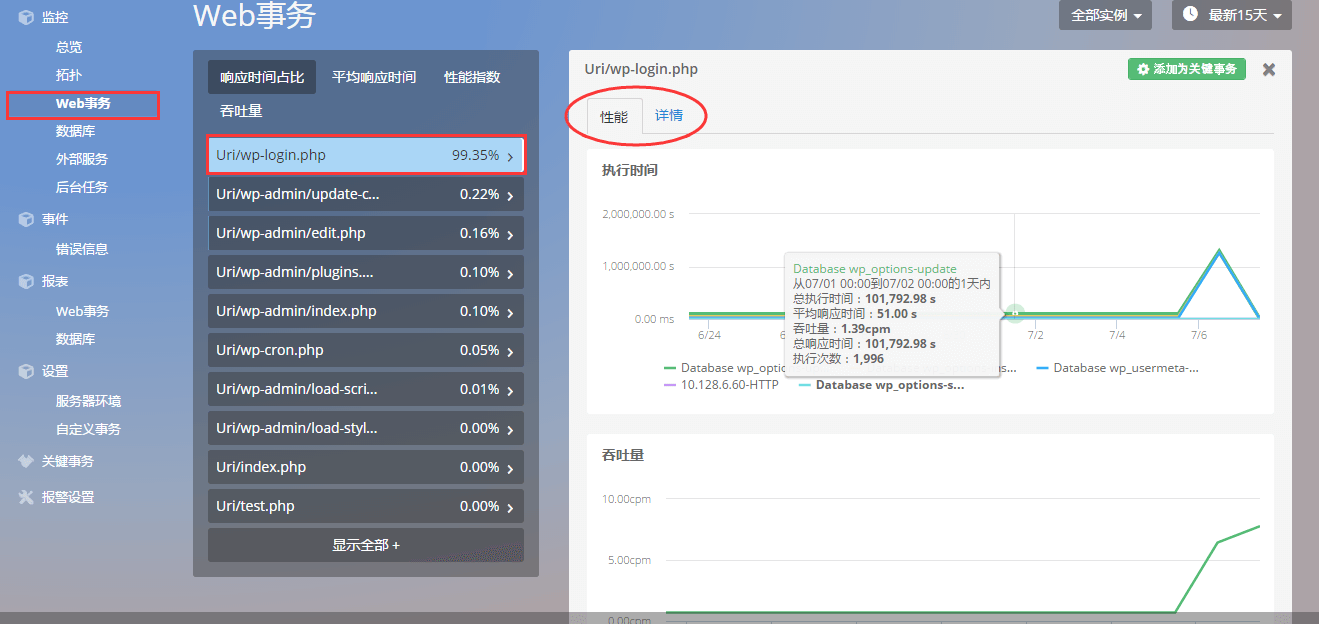 监控
总览
拓扑
Web事务
数据库
外部服务
后台任务
事件
错误信息
报表
Web事务
数据库
设置
服务器环境
自定义事务
关键事务
报警设置
Web事务
全部实例
最新15天
响应时间占比
平均响应时间
性能指数
吞吐量
Uri/wp-login.php 99.35%
Uri/wp-admin/update-c... 0.22%
Uri/wp-admin/edit.php 0.16%
Uri/wp-admin/plugins.... 0.10%
Uri/wp-admin/index.php 0.10%
Uri/wp-cron.php 0.05%
Uri/wp-admin/load-scri... 0.01%
Uri/wp-admin/load-styl... 0.00%
Uri/index.php 0.00%
Uri/test.php 0.00%
显示全部 +
Uri/wp-login.php
添加为关键事务
性能
详情
执行时间
2,000,000.00 s
1,000,000.00 s
0.00 ms
6/24
7/2
7/4
7/6
Database wp_options-update
从07/01 00:00到07/02 00:00的1天内
总执行时间：101,792.98 s
平均响应时间：51.00 s
吞吐量：1.39cpm
总响应时间：101,792.98 s
执行次数：1,996
Database wp_optio
Database wp_usermeta-...
10.128.6.60-HTTP
Database wp_options-s...
吞吐量
10.00cpm
5.00cpm
0.00cpm